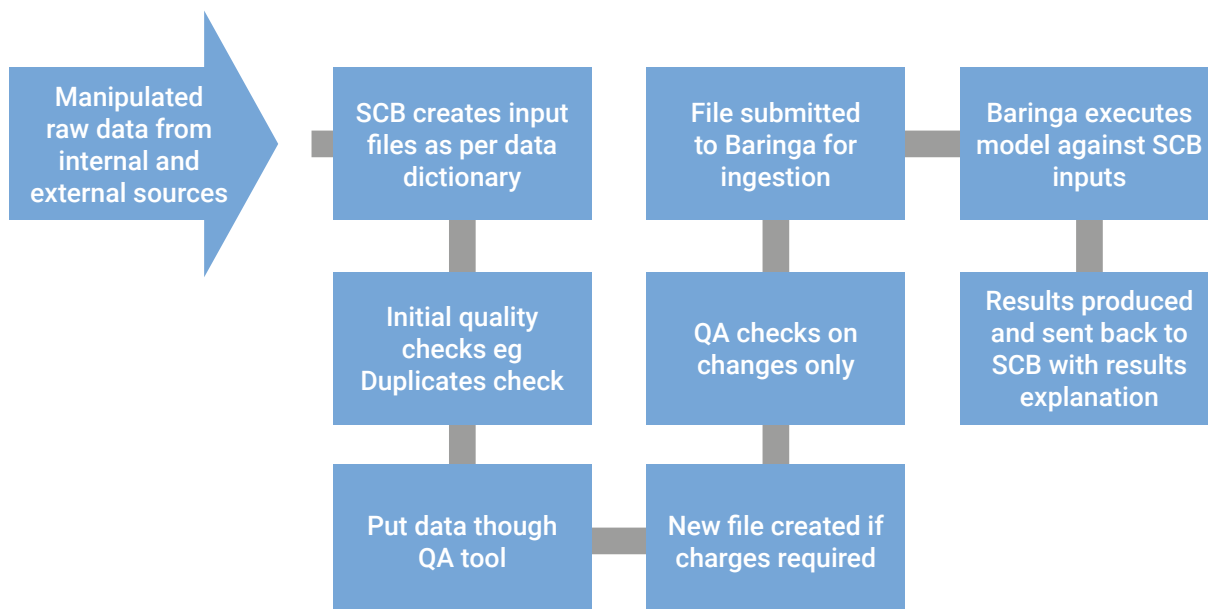 Manipulated
raw data from
internal and
external sources
SCB creates input
files as per data
dictionary
Initial quality
checks eg
Duplicates check
Put data though
QA tool
New file created if
charges required
QA checks on
changes only
File submitted
to Baringa for
ingestion
Baringa executes
model against SCB
inputs
Results produced
and sent back to
SCB with results
explanation